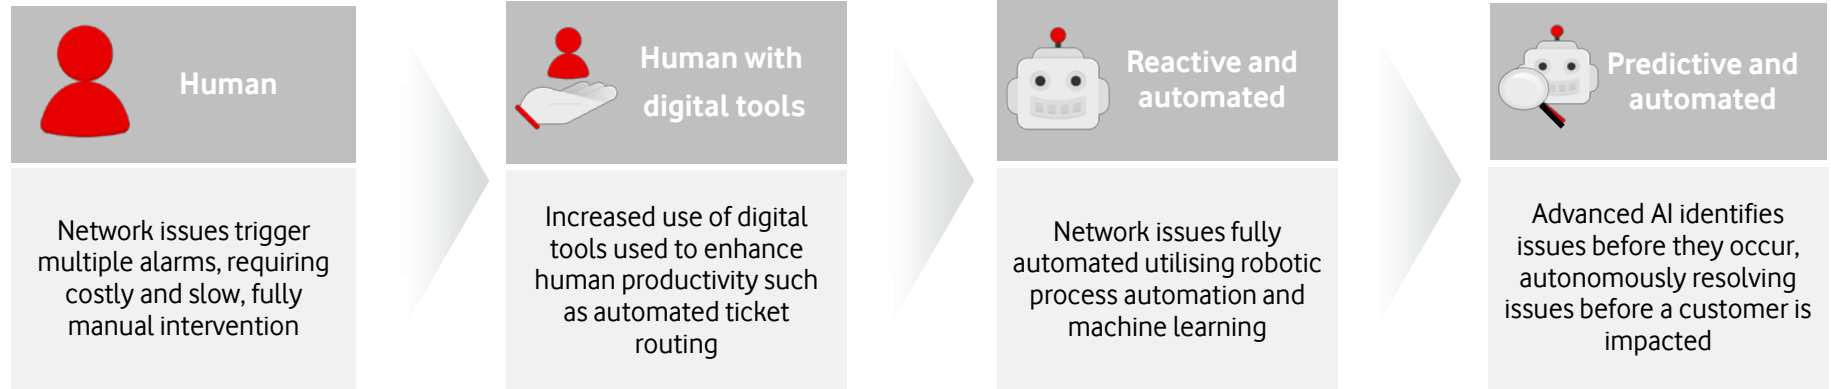 Human
Network issues trigger
multiple alarms, requiring
costly and slow, fully
manual intervention
Human with
digital tools
Increased use of digital
tools used to enhance
human productivity such
as automated ticket
routing
Reactive and
automated
Network issues fully
automated utilising robotic
process automation and
machine learning
Predictive and
automated
Advanced AI identifies
issues before they occur,
autonomously resolving
issues before a customer is
impacted